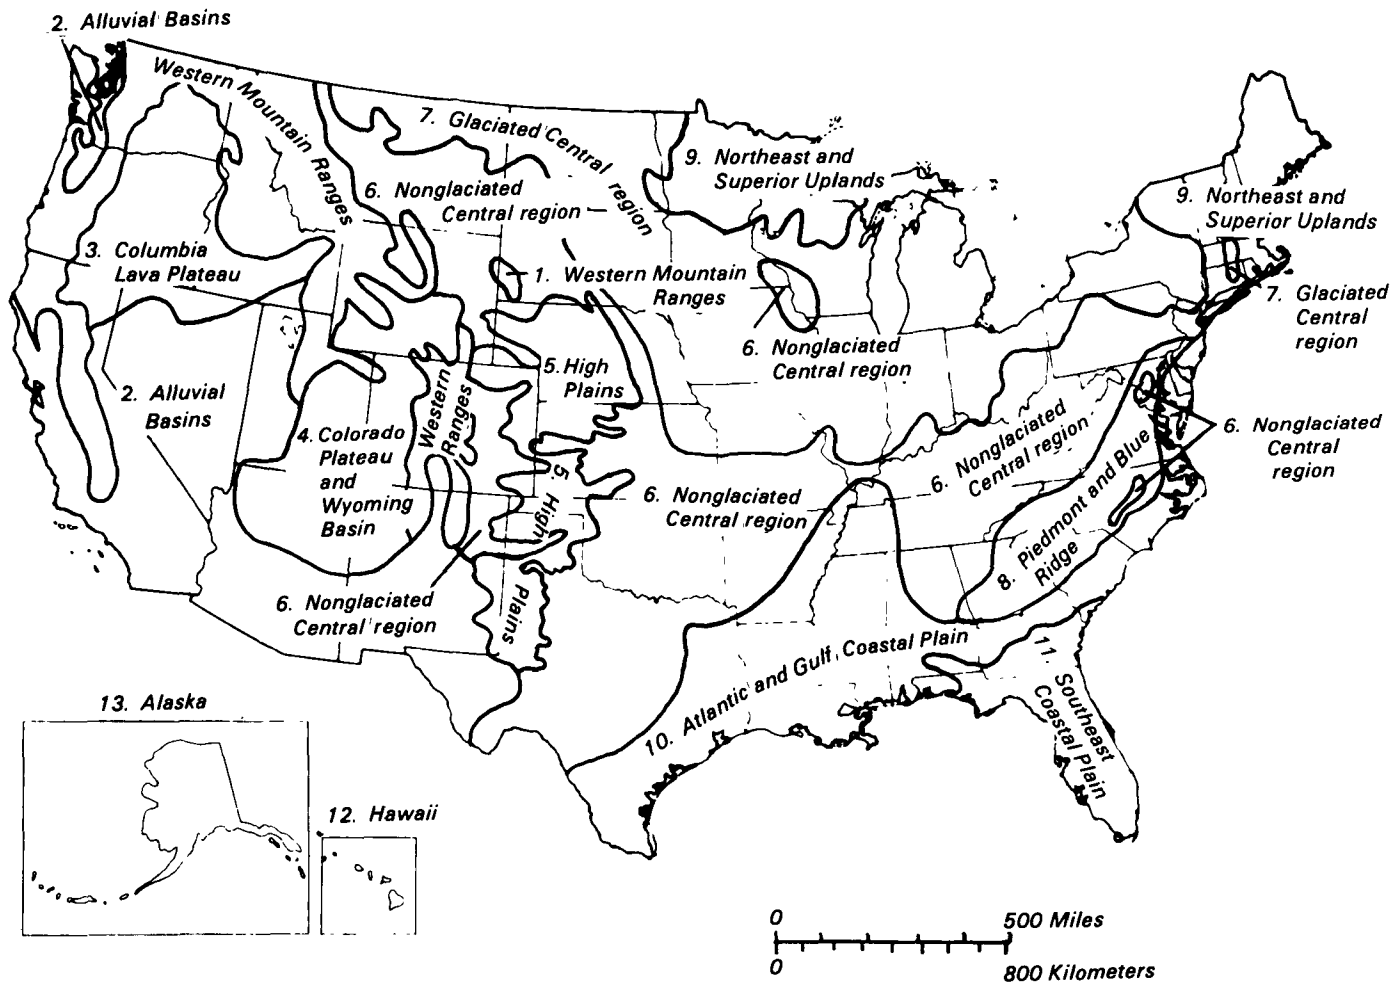 2. Alluvial Basins
Western Mountain Ranges
7. Glaciated Central region
9. Northeast and
Superior Uplands
6. Nonglaciated
Central region
9. Northeast and
Superior Uplands
3. Columbia
Lava Plateau
1. Western Mountain
Ranges
7. Glaciated
Central
region
6. Nonglaciated
Central region
5. High
Plains
2. Alluvial
Basins
Western
Ranges
4. Colorado
Plateau
and
Wyoming
Basin
6. Nonglaciated
Central region
6. Nonglaciated
Central
region
5. High
Plains
6. Nonglaciated
Central region
8. Piedmont and Blue
Ridge
6. Nonglaciated
Central region
10. Atlantic and Gulf Coastal Plain
11. Southeast
Coastal Plain
13. Alaska
12. Hawaii
0 500 Miles
0 800 Kilometers